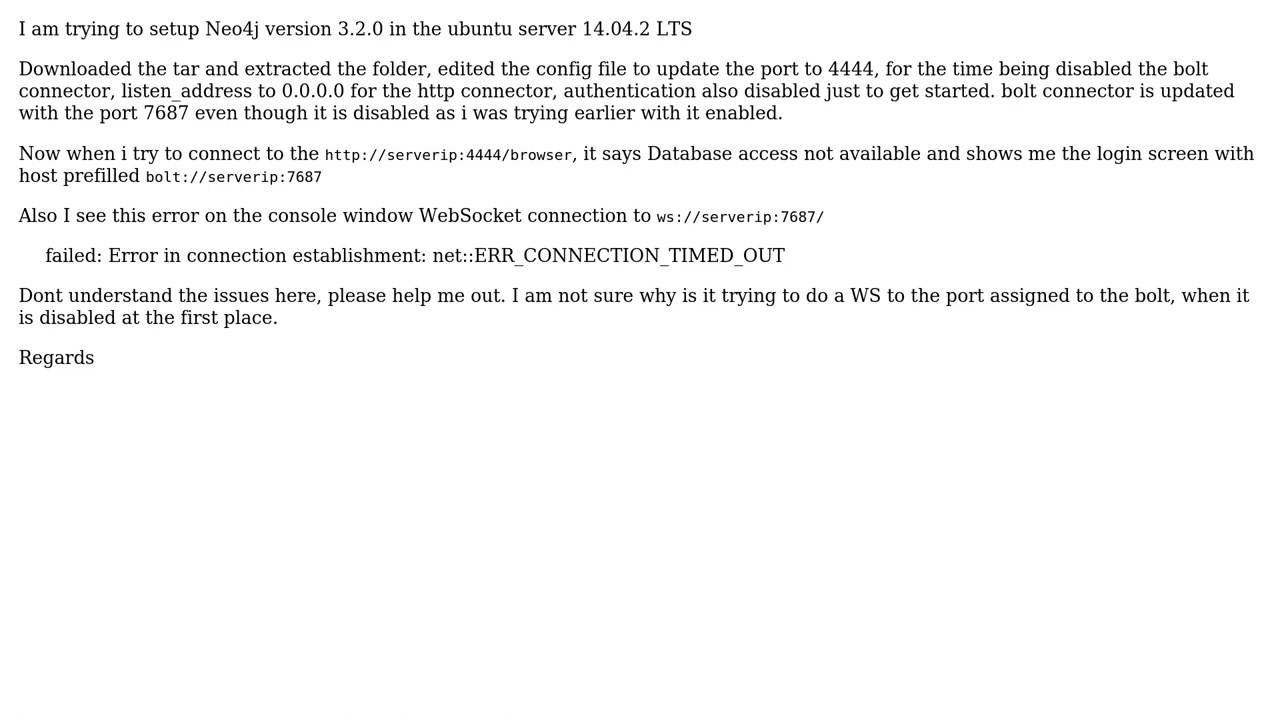 I am trying to setup Neo4j version 3.2.0 in the ubuntu server 14.04.2 LTS
Downloaded the tar and extracted the folder, edited the config file to update the port to 4444, for the time being disabled the bolt
connector, listen_address to 0.0.0.0 for the http connector, authentication also disabled just to get started. bolt connector is updated
with the port 7687 even though it is disabled as i was trying earlier with it enabled.
Now when i try to connect to the http://serverip:4444/browser, it says Database access not available and shows me the login screen with
host prefilled bolt://serverip:7687
Also I see this error on the console window WebSocket connection to ws://serverip:7687/
failed: Error in connection establishment: net::ERR_CONNECTION_TIMED_OUT
Dont understand the issues here, please help me out. I am not sure why is it trying to do a WS to the port assigned to the bolt, when it
is disabled at the first place.
Regards